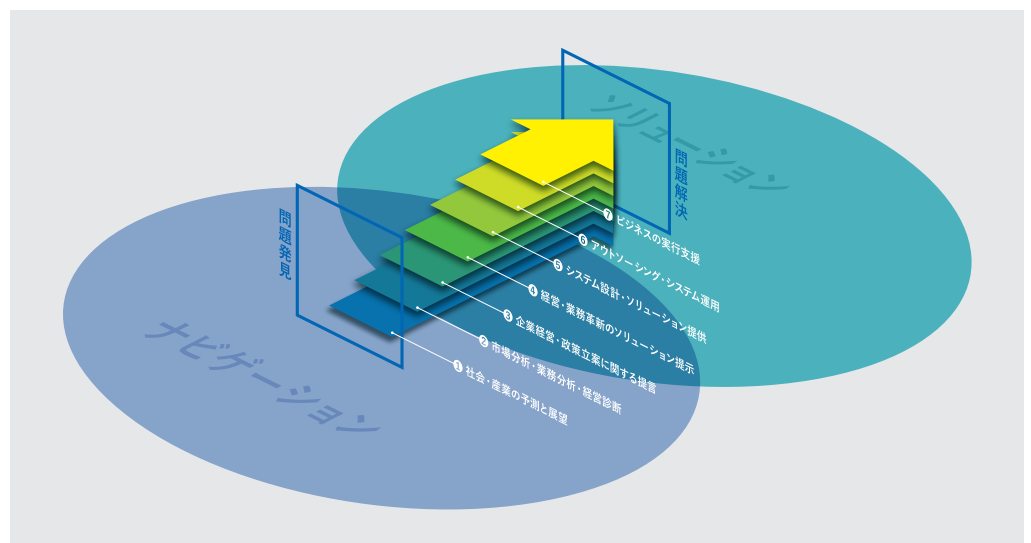 ソリューション
問題解決
問題発見
ナビゲーション
❼ ビジネスの実行支援
❻ アウトソーシング・システム運用
❺ システム設計・ソリューション提供
❹ 経営・業務革新のソリューション提示
❸ 企業経営・政策立案に関する提言
❷ 市場分析・業務分析・経営診断
❶ 社会・産業の予測と展望